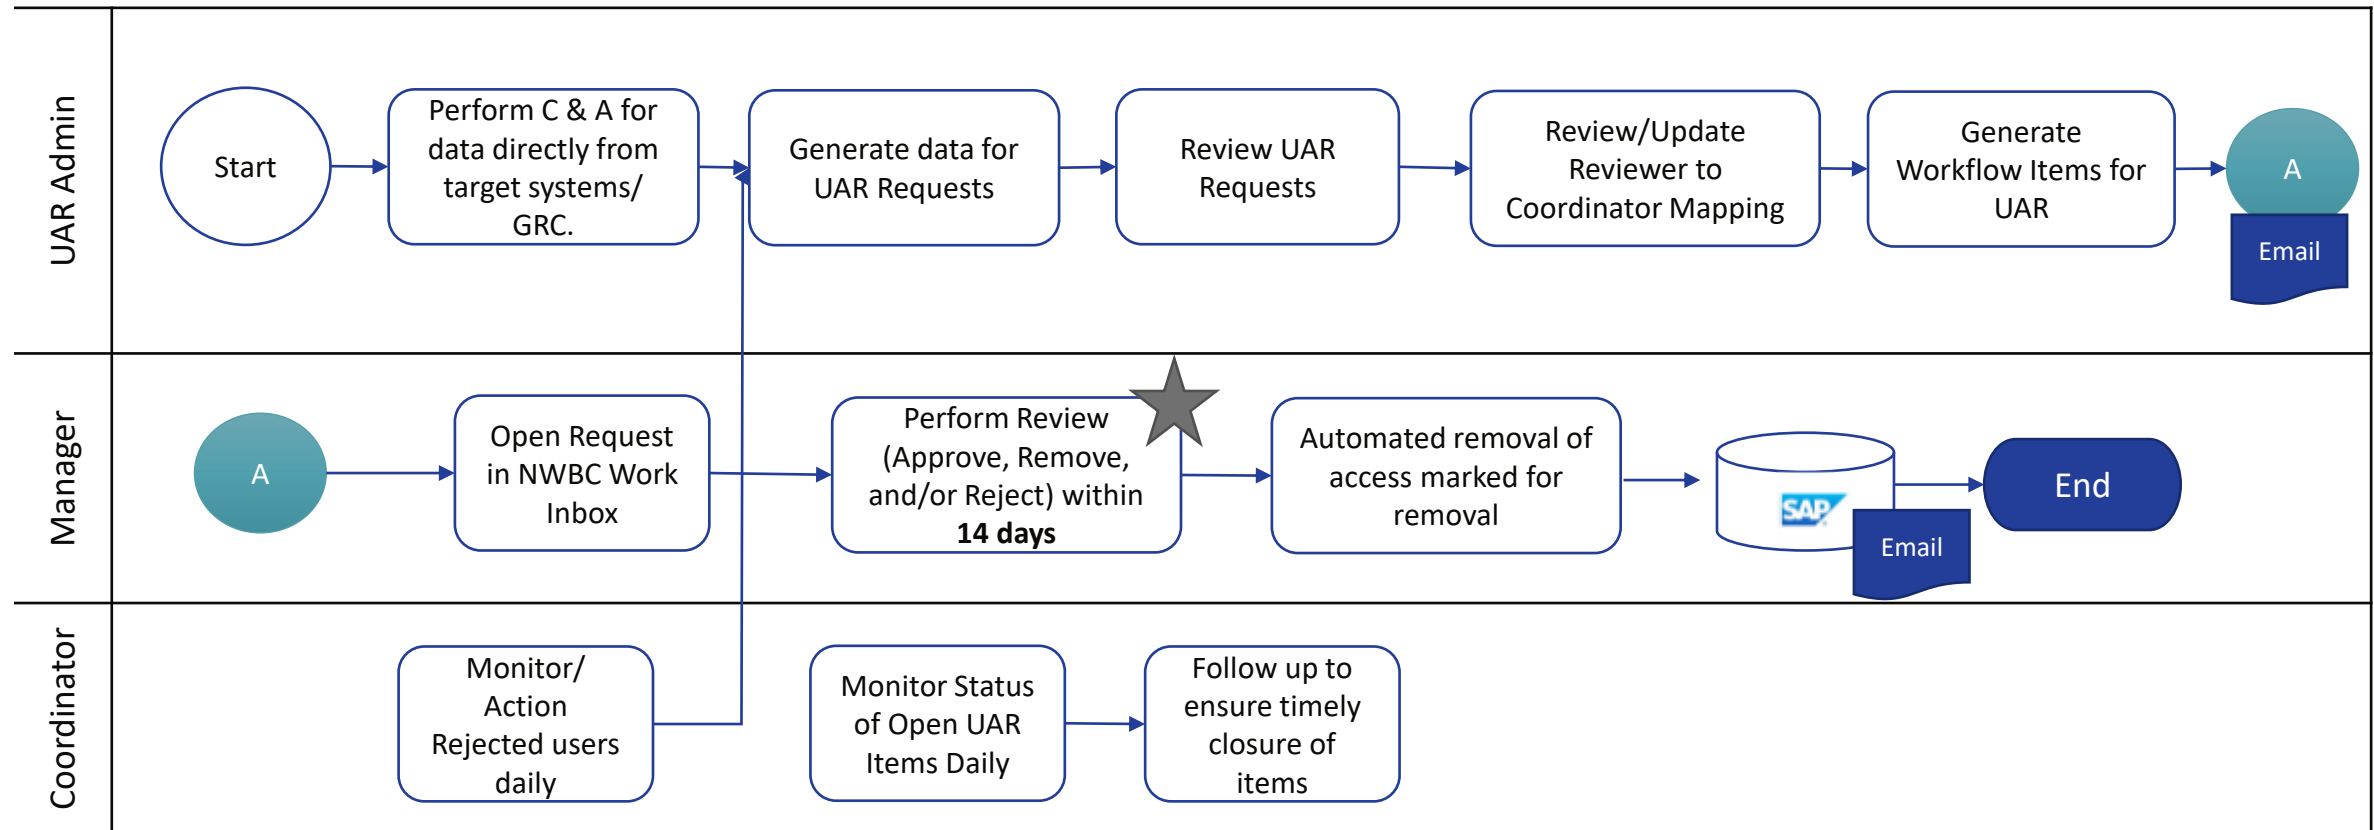 UAR Admin
Start
Perform C & A for
data directly from
target systems/
GRC.
Generate data for
UAR Requests
Review UAR
Requests
Review/Update
Reviewer to
Coordinator Mapping
Generate
Workflow Items for
UAR
A
Email
Manager
A
Open Request
in NWBC Work
Inbox
Perform Review
(Approve, Remove,
and/or Reject) within
14 days
Automated removal of
access marked for
removal
SAP
Email
End
Coordinator
Monitor/
Action
Rejected users
daily
Monitor Status
of Open UAR
Items Daily
Follow up to
ensure timely
closure of
items